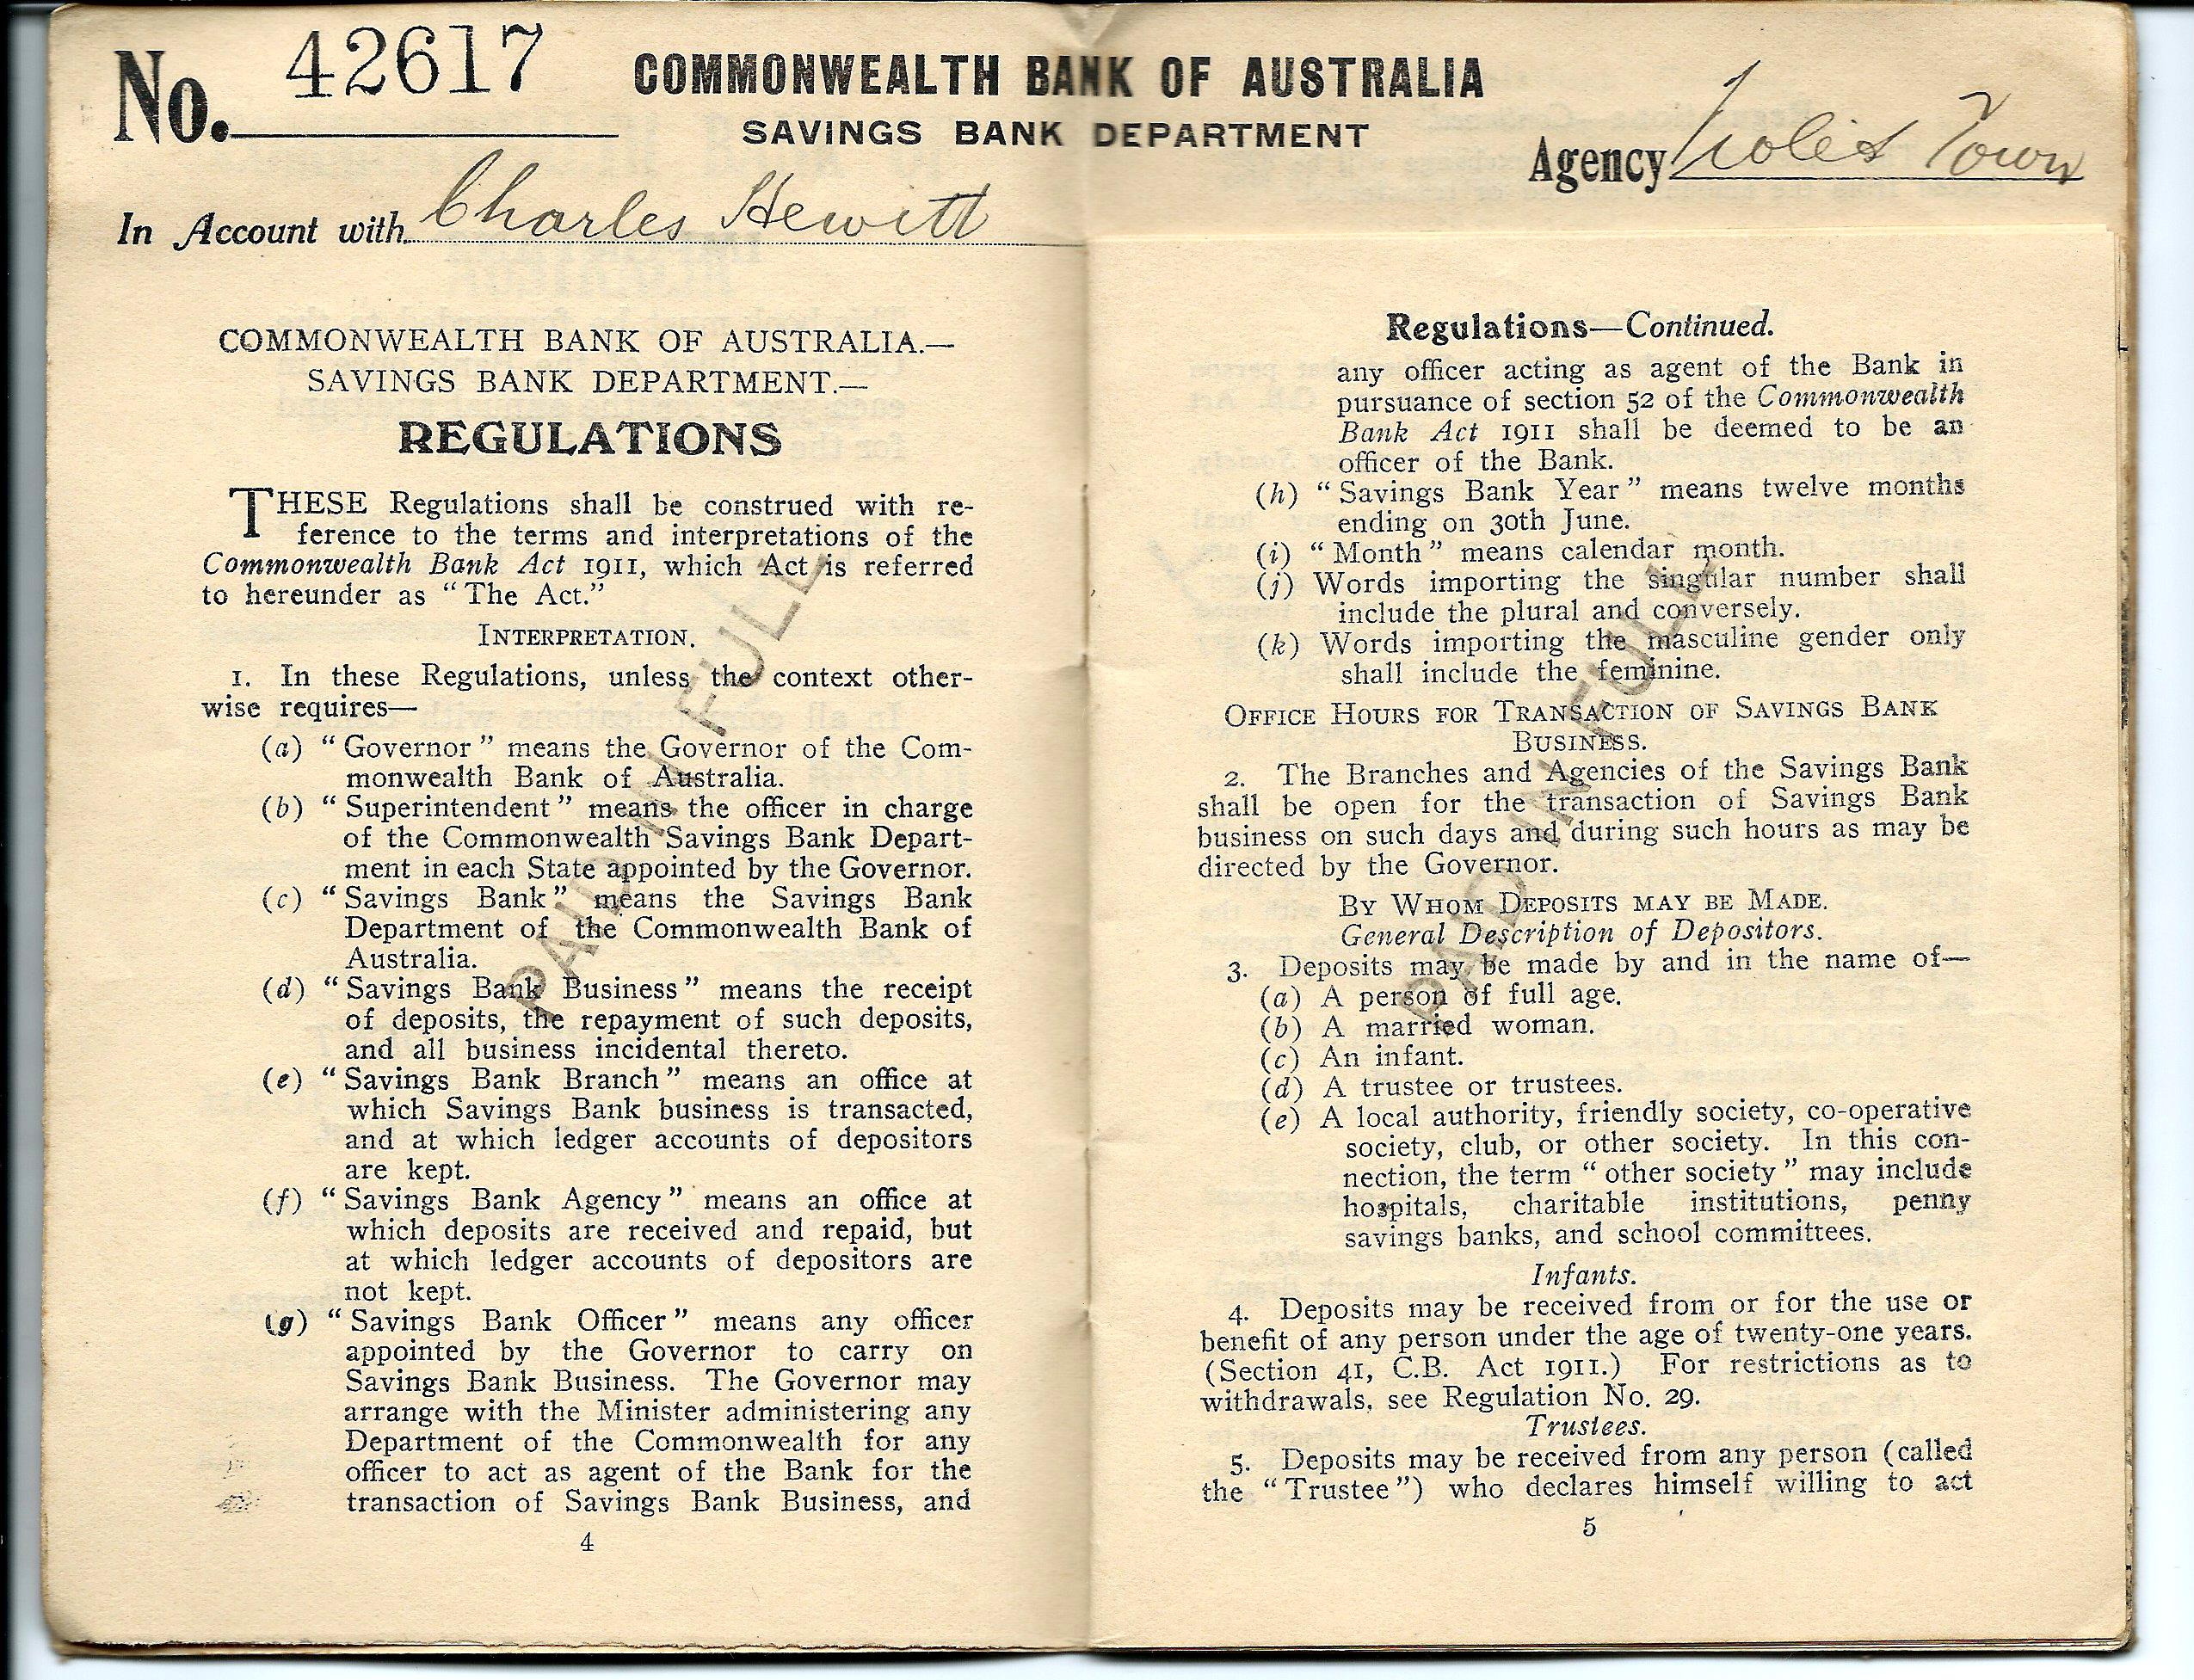 No. 42617
COMMONWEALTH BANK OF AUSTRALIA
SAVINGS BANK DEPARTMENT
Agency Town
In Account with Charles Hewitt
COMMONWEALTH BANK OF AUSTRALIA.—
SAVINGS BANK DEPARTMENT.—
REGULATIONS
THESE Regulations shall be construed with re-
ference to the terms and interpretations of the
Commonwealth Bank Act 1911, which Act is referred
to hereunder as “The Act.”
INTERPRETATION.
1. In these Regulations, unless the context other-
wise requires—
(a) “Governor” means the Governor of the Com-
monwealth Bank of Australia.
(b) “Superintendent” means the officer in charge
of the Commonwealth Savings Bank Depart-
ment in each State appointed by the Governor.
(c) “Savings Bank” means the Savings Bank
Department of the Commonwealth Bank of
Australia.
(d) “Savings Bank Business” means the receipt
of deposits, the repayment of such deposits,
and all business incidental thereto.
(e) “Savings Bank Branch” means an office at
which Savings Bank business is transacted,
and at which ledger accounts of depositors
are kept.
(f) “Savings Bank Agency” means an office at
which deposits are received and repaid, but
at which ledger accounts of depositors are
not kept.
(g) “Savings Bank Officer” means any officer
appointed by the Governor to carry on
Savings Bank Business. The Governor may
arrange with the Minister administering any
Department of the Commonwealth for any
officer to act as agent of the Bank for the
transaction of Savings Bank Business, and
4
PAID IN FULL
Regulations—Continued.
any officer acting as agent of the Bank in
pursuance of section 52 of the Commonwealth
Bank Act 1911 shall be deemed to be an
officer of the Bank.
(h) “Savings Bank Year” means twelve months
ending on 30th June.
(i) “Month” means calendar month.
(j) Words importing the singular number shall
include the plural and conversely.
(k) Words importing the masculine gender only
shall include the feminine.
OFFICE HOURS FOR TRANSACTION OF SAVINGS BANK
BUSINESS.
2. The Branches and Agencies of the Savings Bank
shall be open for the transaction of Savings Bank
business on such days and during such hours as may be
directed by the Governor.
BY WHOM DEPOSITS MAY BE MADE.
General Description of Depositors.
3. Deposits may be made by and in the name of—
(a) A person of full age.
(b) A married woman.
(c) An infant.
(d) A trustee or trustees.
(e) A local authority, friendly society, co-operative
society, club, or other society. In this con-
nection, the term “other society” may include
hospitals, charitable institutions, penny
savings banks, and school committees.
Infants.
4. Deposits may be received from or for the use or
benefit of any person under the age of twenty-one years.
(Section 41, C.B. Act 1911.) For restrictions as to
withdrawals, see Regulation No. 29.
Trustees.
5. Deposits may be received from any person (called
the “Trustee”) who declares himself willing to act
5
PAID IN FULL